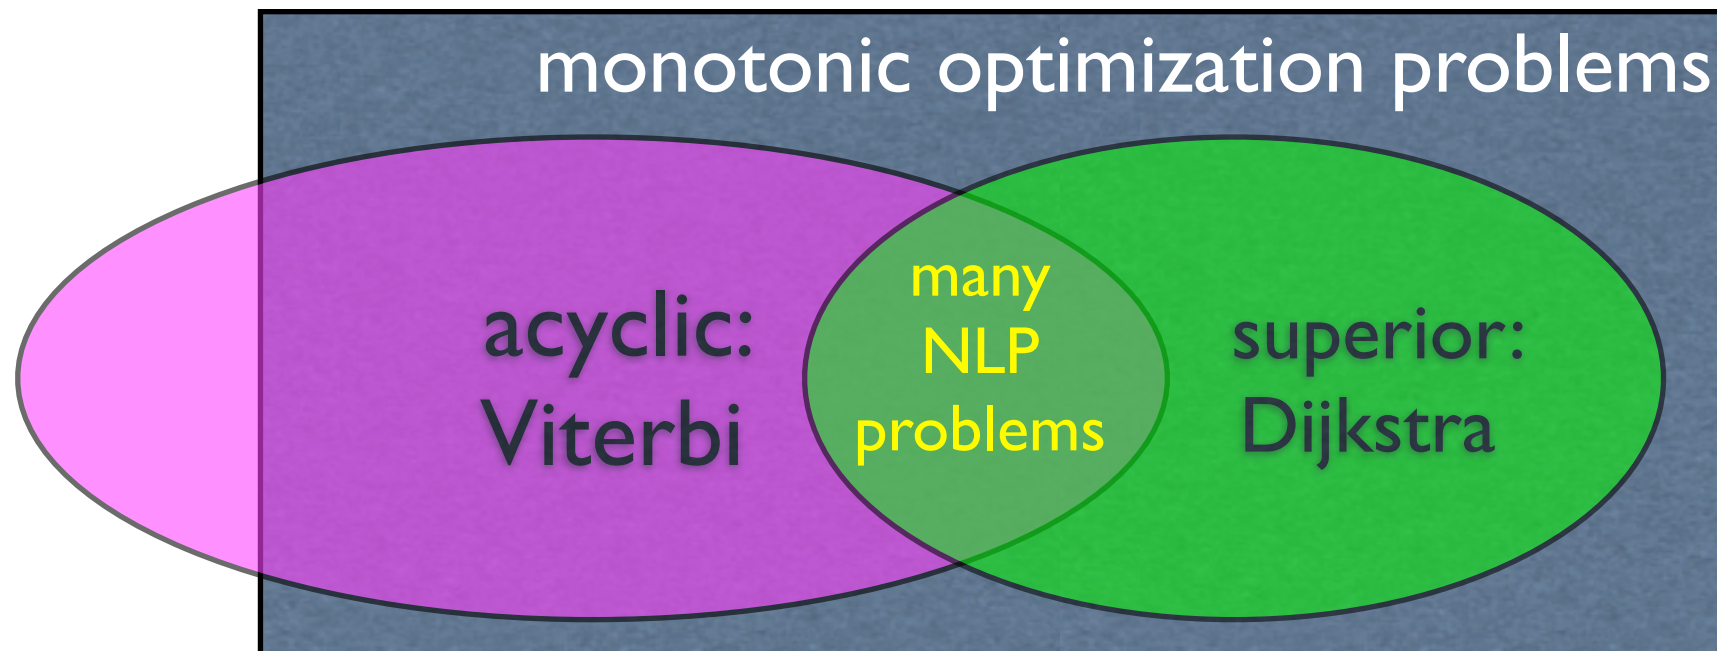 monotonic optimization problems
acyclic:
Viterbi
many
NLP
problems
superior:
Dijkstra